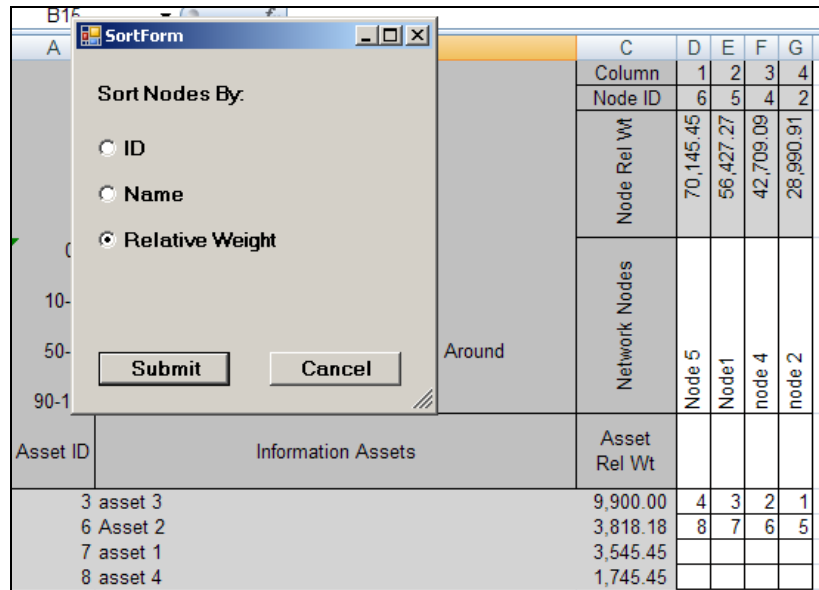 B15
A C D E F G
SortForm
Sort Nodes By:
ID
Name
Relative Weight
Submit Cancel
Column 1 2 3 4
Node ID 6 5 4 2
Node Rel Wt 70,145.45 56,427.27 42,709.09 28,990.91
10-
50- Around
90-1
Network Nodes Node 5 Node1 node 4 node 2
Asset ID Information Assets Asset Rel Wt
3 asset 3 9,900.00 4 3 2 1
6 Asset 2 3,818.18 8 7 6 5
7 asset 1 3,545.45
8 asset 4 1,745.45